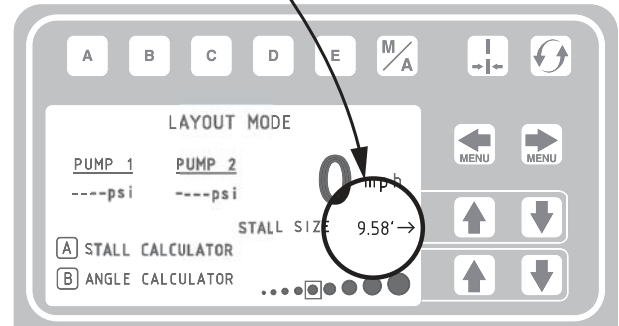 A B C D E M/A
LAYOUT MODE
MENU MENU
PUMP 1 PUMP 2 0 mph
----psi ----psi
STALL SIZE 9.58'→
A STALL CALCULATOR
B ANGLE CALCULATOR